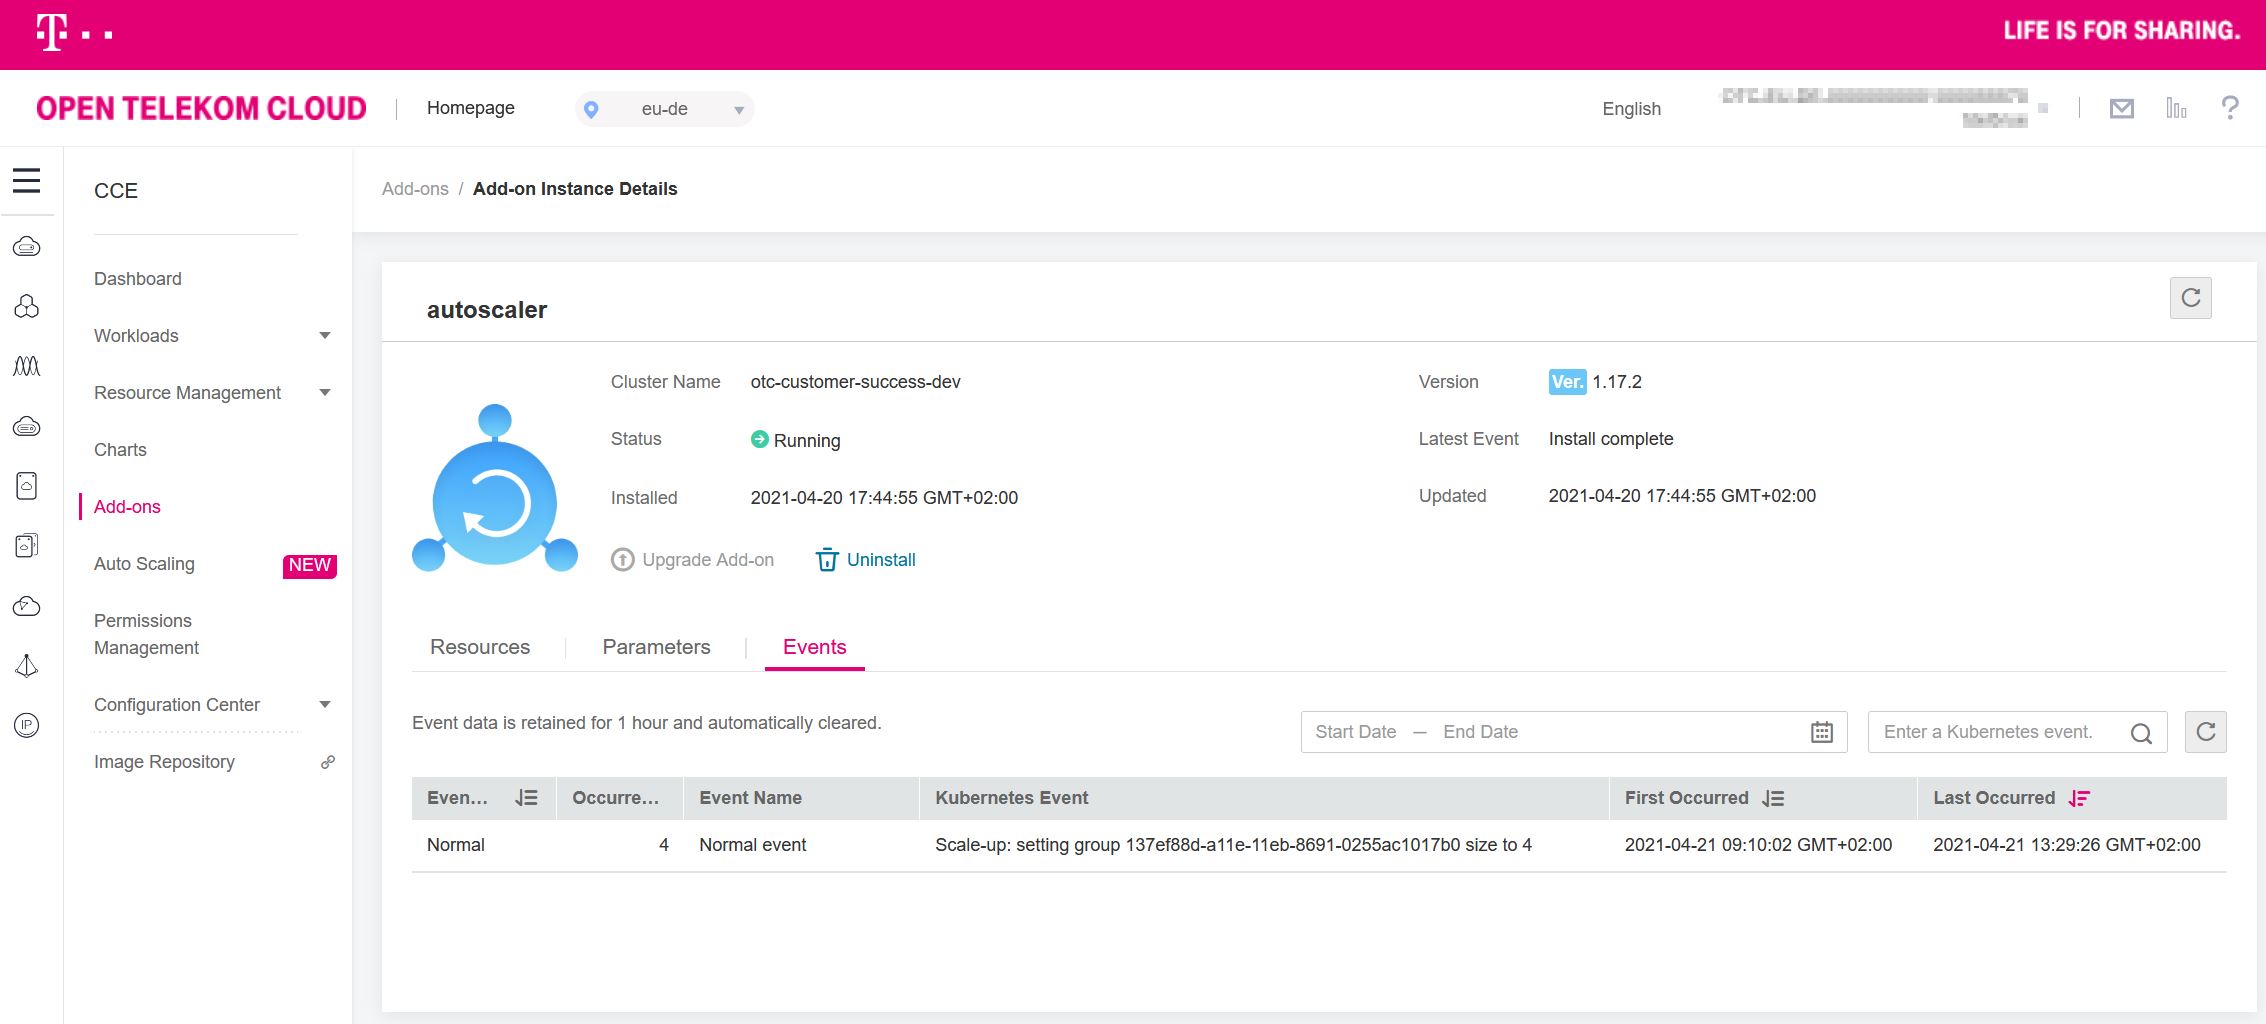 T
LIFE IS FOR SHARING.
OPEN TELEKOM CLOUD
Homepage
eu-de
English
CCE
Dashboard
Workloads
Resource Management
Charts
Add-ons
Auto Scaling NEW
Permissions
Management
Configuration Center
Image Repository
IP
Add-ons / Add-on Instance Details
autoscaler
Cluster Name otc-customer-success-dev
Version Ver. 1.17.2
Status Running
Latest Event Install complete
Installed 2021-04-20 17:44:55 GMT+02:00
Updated 2021-04-20 17:44:55 GMT+02:00
Upgrade Add-on Uninstall
Resources Parameters Events
Event data is retained for 1 hour and automatically cleared.
Start Date — End Date
Enter a Kubernetes event.
Even... Occurre... Event Name Kubernetes Event First Occurred Last Occurred
Normal 4 Normal event Scale-up: setting group 137ef88d-a11e-11eb-8691-0255ac1017b0 size to 4 2021-04-21 09:10:02 GMT+02:00 2021-04-21 13:29:26 GMT+02:00